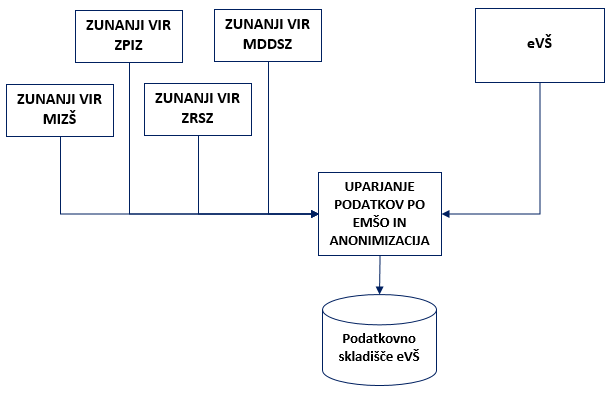 ZUNANJI VIR
ZPIZ
ZUNANJI VIR
MDDSZ
eVŠ
ZUNANJI VIR
MIZŠ
ZUNANJI VIR
ZRSZ
UPARJANJE
PODATKOV PO
EMŠO IN
ANONIMIZACIJA
Podatkovno
skladišče eVŠ